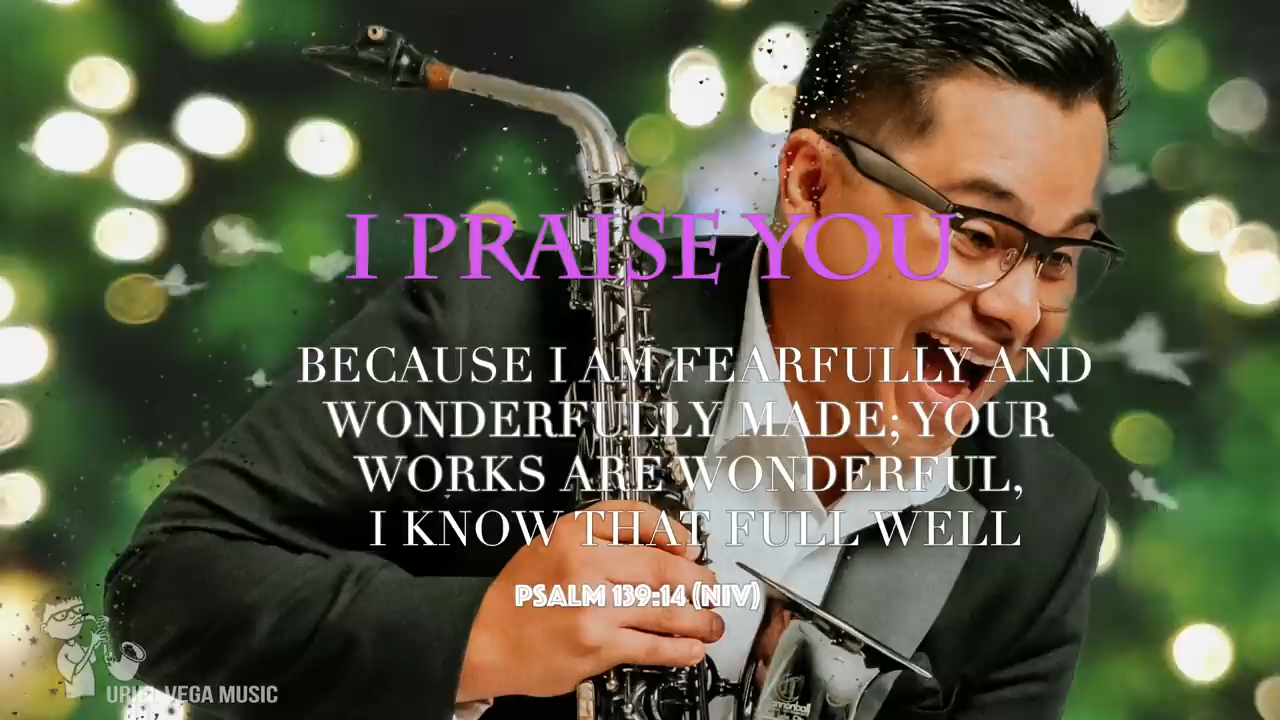 I PRAISE YOU
BECAUSE I AM FEARFULLY AND
WONDERFULLY MADE; YOUR
WORKS ARE WONDERFUL,
I KNOW THAT FULL WELL
PSALM 139:14 (NIV)
URIEL VEGA MUSIC